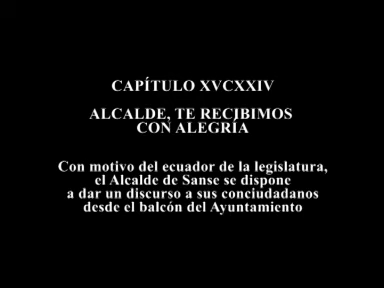 CAPÍTULO XVCXXIV
ALCALDE, TE RECIBIMOS
CON ALEGRÍA
Con motivo del ecuador de la legislatura,
el Alcalde de Sanse se dispone
a dar un discurso a sus conciudadanos
desde el balcón del Ayuntamiento